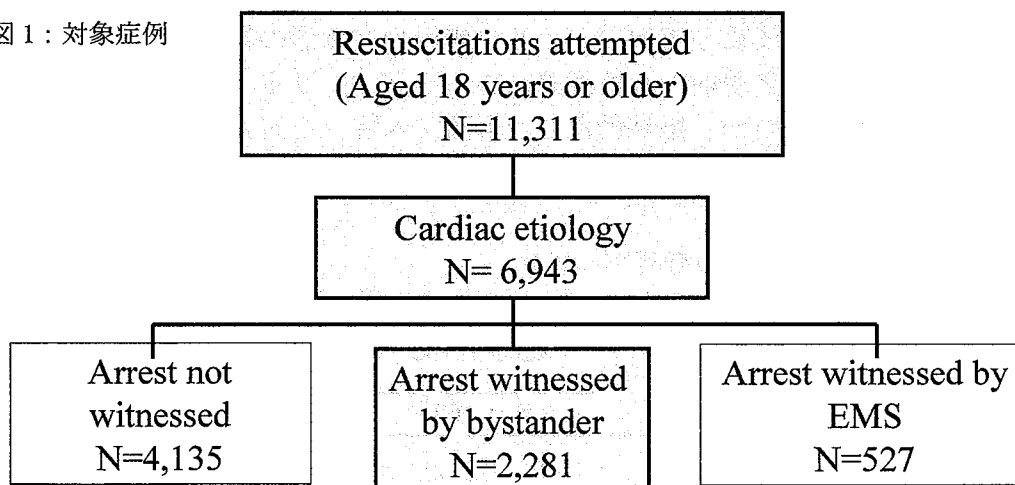 図1：対象症例
Resuscitations attempted
(Aged 18 years or older)
N=11,311
Cardiac etiology
N= 6,943
Arrest not
witnessed
N=4,135
Arrest witnessed
by bystander
N=2,281
Arrest witnessed by
EMS
N=527